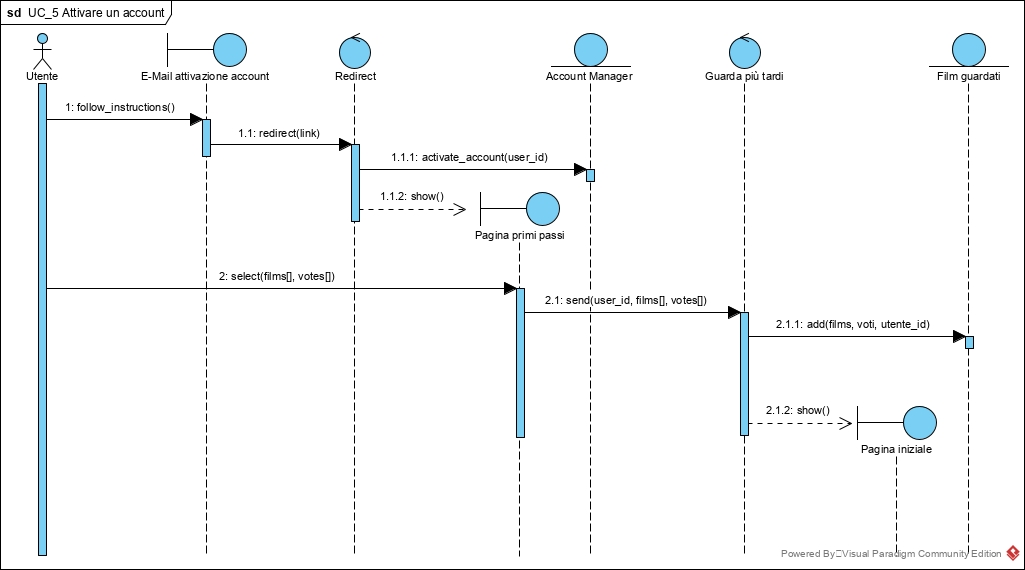 sd UC_5 Attivare un account
Utente
E-Mail attivazione account
Redirect
Account Manager
Guarda più tardi
Film guardati
1: follow_instructions()
1.1: redirect(link)
1.1.1: activate_account(user_id)
1.1.2: show()
Pagina primi passi
2: select(films[], votes[])
2.1: send(user_id, films[], votes[])
2.1.1: add(films, voti, utente_id)
2.1.2: show()
Pagina iniziale
Powered By Visual Paradigm Community Edition